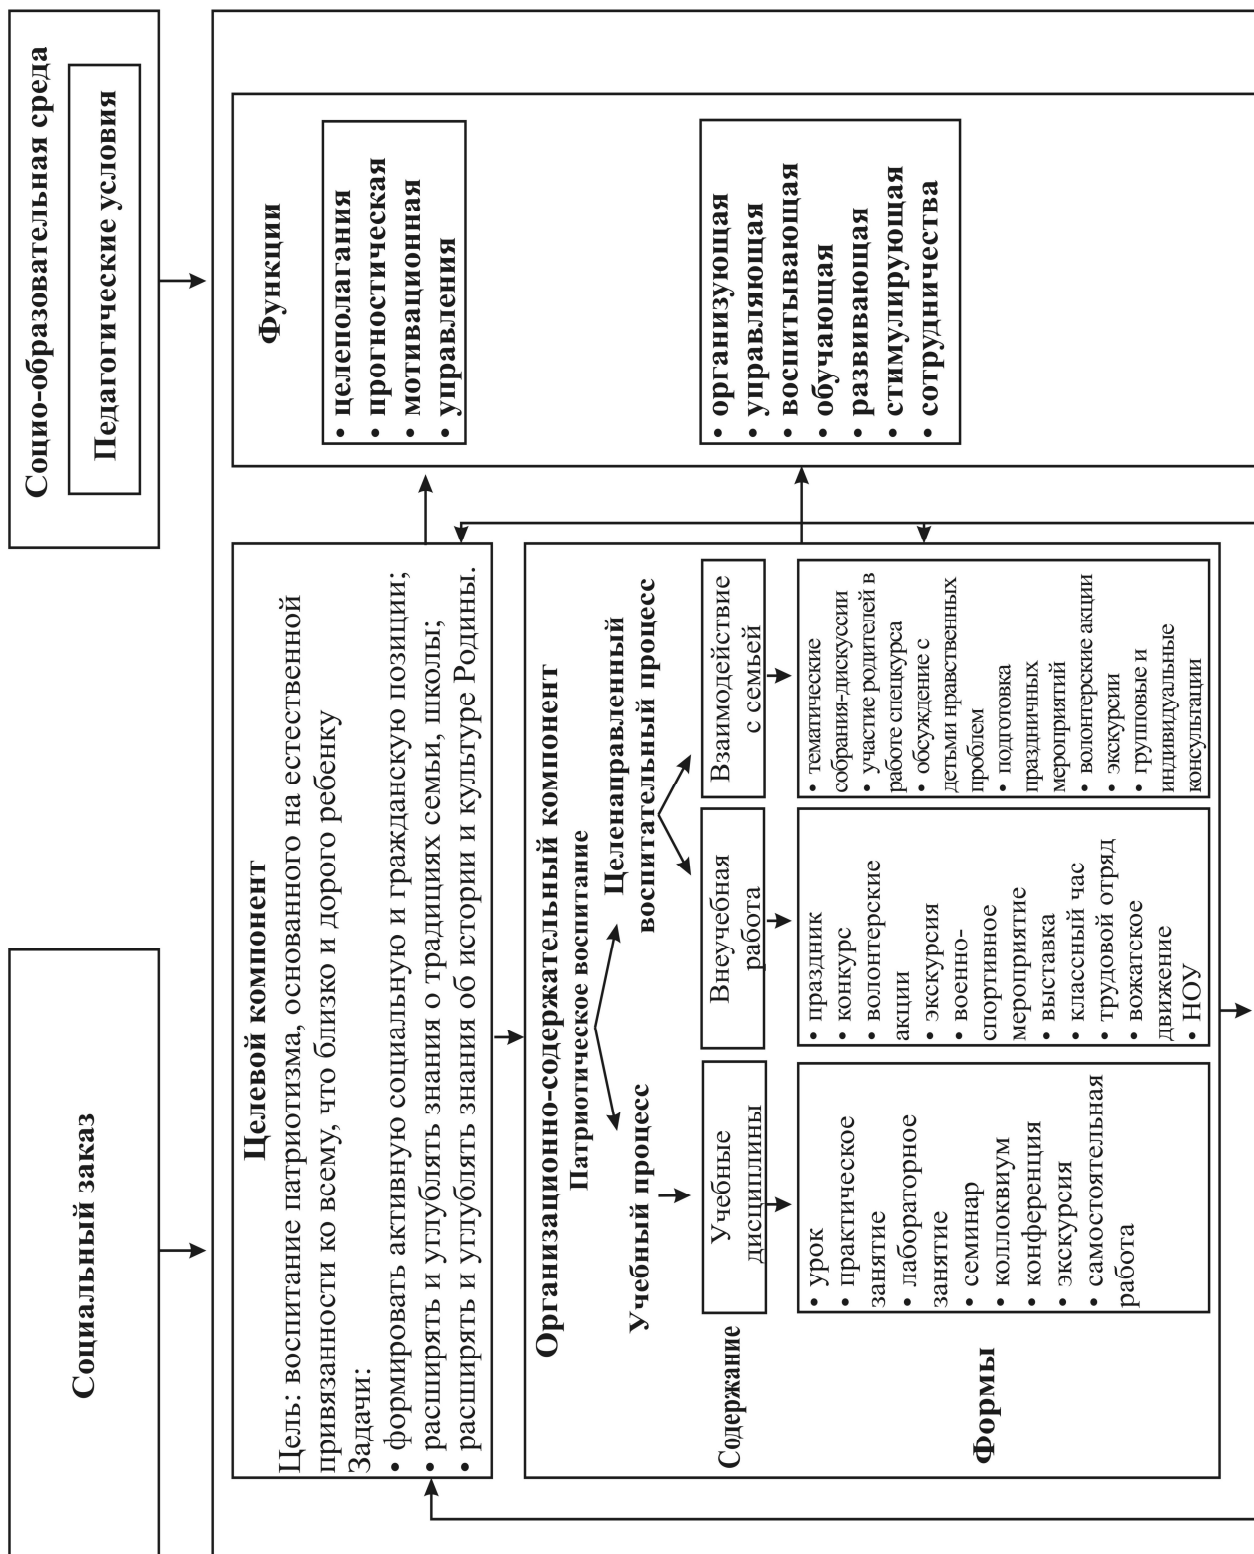 Социальный заказ
Социо-образовательная среда
Педагогические условия
Целевой компонент
Цель: воспитание патриотизма, основанного на естественной
привязанности ко всему, что близко и дорого ребенку
Задачи:
• формировать активную социальную и гражданскую позиции;
• расширять и углублять знания о традициях семьи, школы;
• расширять и углублять знания об истории и культуре Родины.
Функции
• целеполагания
• прогностическая
• мотивационная
• управления
Организационно-содержательный компонент
Патриотическое воспитание
Учебный процесс
Целенаправленный
воспитательный процесс
Содержание
Учебные
дисциплины
Внеучебная
работа
Взаимодействие
с семьей
Формы
• урок
• практическое
занятие
• лабораторное
занятие
• семинар
• коллоквиум
• конференция
• экскурсия
• самостоятельная
работа
• праздник
• конкурс
• волонтерские
акции
• экскурсия
• военно-
спортивное
мероприятие
• выставка
• классный час
• трудовой отряд
• вожатское
движение
• НОУ
• тематические
собрания-дискуссии
• участие родителей в
работе спецкурса
• обсуждение с
детьми нравственных
проблем
• подготовка
праздничных
мероприятий
• волонтерские акции
• экскурсии
• групповые и
индивидуальные
консультации
• организующая
• управляющая
• воспитывающая
• обучающая
• развивающая
• стимулирующая
• сотрудничества